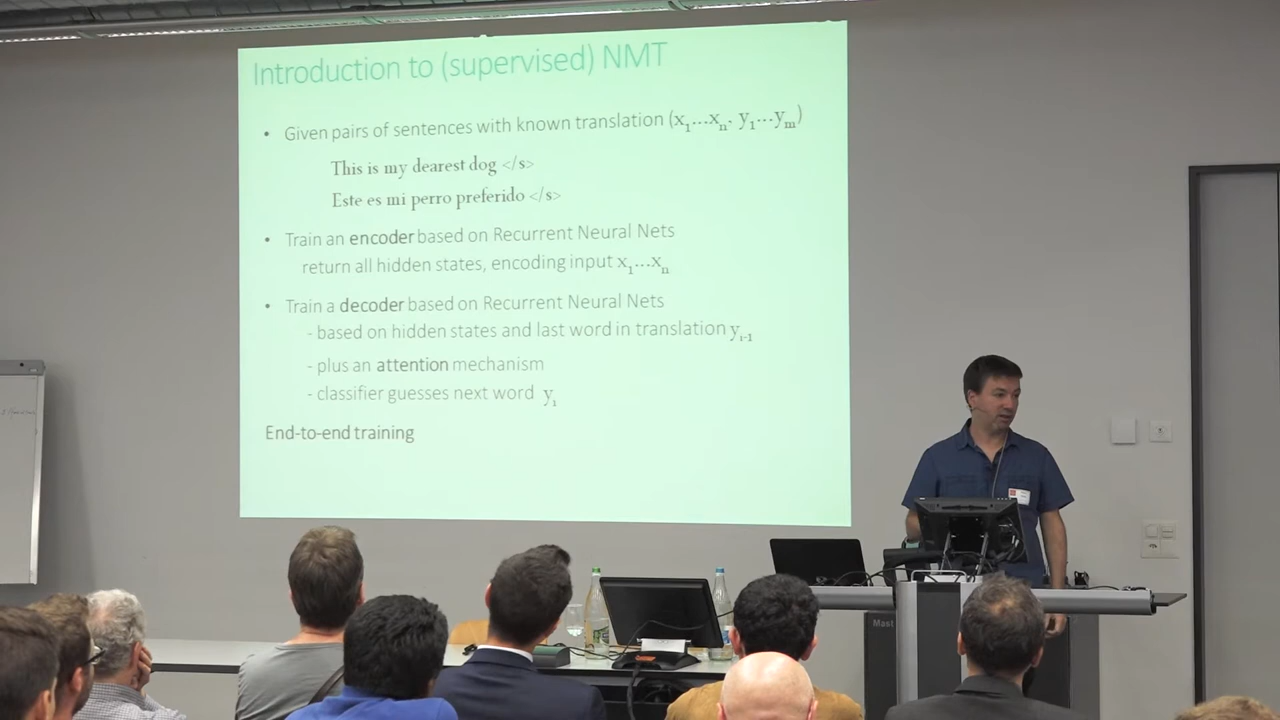 Introduction to (supervised) NMT
• Given pairs of sentences with known translation (x₁...xₙ, y₁...yₘ)
This is my dearest dog </s>
Este es mi perro preferido </s>
• Train an encoder based on Recurrent Neural Nets
return all hidden states, encoding input x₁...xₙ
• Train a decoder based on Recurrent Neural Nets
- based on hidden states and last word in translation yᵢ₋₁
- plus an attention mechanism
- classifier guesses next word yᵢ
End-to-end training
Mast